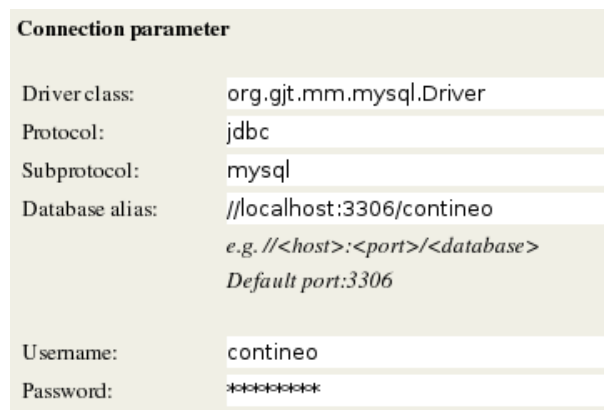 Connection parameter
Driver class: org.gjt.mm.mysql.Driver
Protocol: jdbc
Subprotocol: mysql
Database alias: //localhost:3306/contineo
e.g. //<host>:<port>/<database>
Default port:3306
Username: contineo
Password: ********